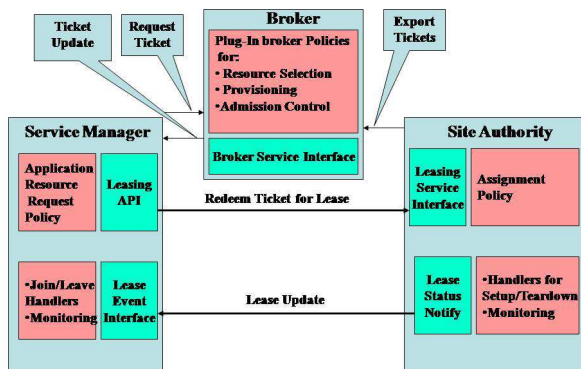 Broker
Ticket
Update
Request
Ticket
Export
Tickets
Plug-In broker Policies
for:
• Resource Selection
• Provisioning
•Admission Control
Broker Service Interface
Service Manager
Site Authority
Application
Resource
Request
Policy
Leasing
API
Redeem Ticket for Lease
Leasing
Service
Interface
Assignment
Policy
•Join/Leave
Handlers
•Monitoring
Lease
Event
Interface
Lease Update
Lease
Status
Notify
•Handlers for
Setup/Teardown
•Monitoring